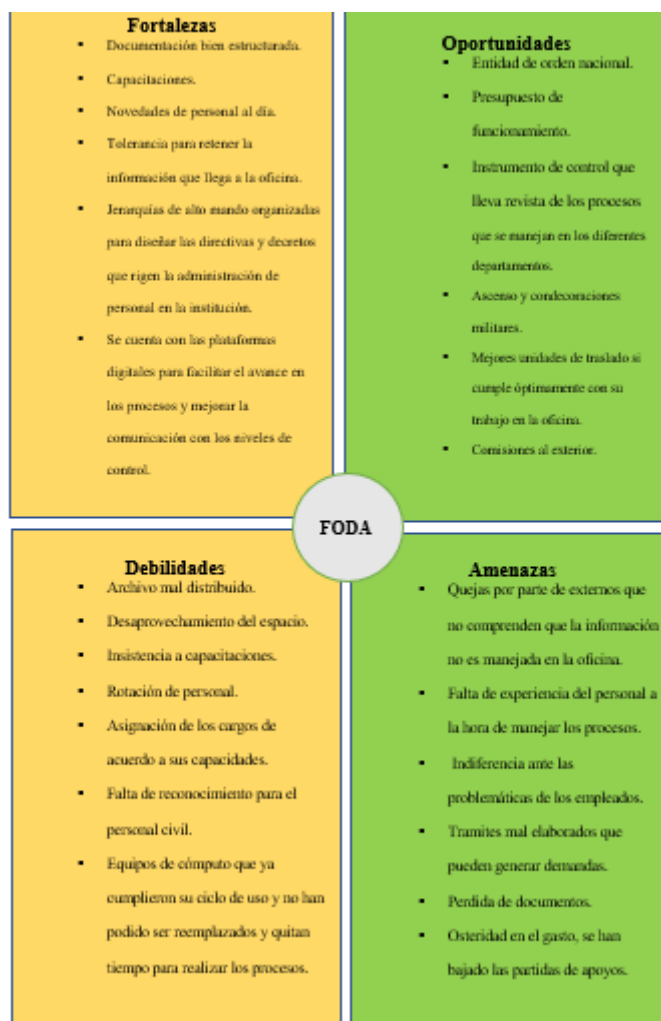 Fortalezas
▪ Documentación bien estructurada.
▪ Capacitaciones.
▪ Novedades de personal al día.
▪ Tolerancia para retener la
información que llega a la oficina.
▪ Jerarquías de alto mando organizadas
para diseñar las directivas y decretos
que rigen la administración de
personal en la institución.
▪ Se cuenta con las plataformas
digitales para facilitar el avance en
los procesos y mejorar la
comunicación con los niveles de
control.
Oportunidades
▪ Entidad de orden nacional.
▪ Presupuesto de
funcionamiento.
▪ Instrumento de control que
lleva revista de los procesos
que se manejan en los diferentes
departamentos.
▪ Ascenso y condecoraciones
militares.
▪ Mejores unidades de traslado si
cumple óptimamente con su
trabajo en la oficina.
▪ Comisiones al exterior.
FODA
Debilidades
▪ Archivo mal distribuido.
▪ Desaprovechamiento del espacio.
▪ Insistencia a capacitaciones.
▪ Rotación de personal.
▪ Asignación de los cargos de
acuerdo a sus capacidades.
▪ Falta de reconocimiento para el
personal civil.
▪ Equipos de cómputo que ya
cumplieron su ciclo de uso y no han
podido ser reemplazados y quitan
tiempo para realizar los procesos.
Amenazas
▪ Quejas por parte de externos que
no comprenden que la información
no es manejada en la oficina.
▪ Falta de experiencia del personal a
la hora de manejar los procesos.
▪ Indiferencia ante las
problemáticas de los empleados.
▪ Tramites mal elaborados que
pueden generar demandas.
▪ Perdida de documentos.
▪ Osteridad en el gasto, se han
bajado las partidas de apoyos.